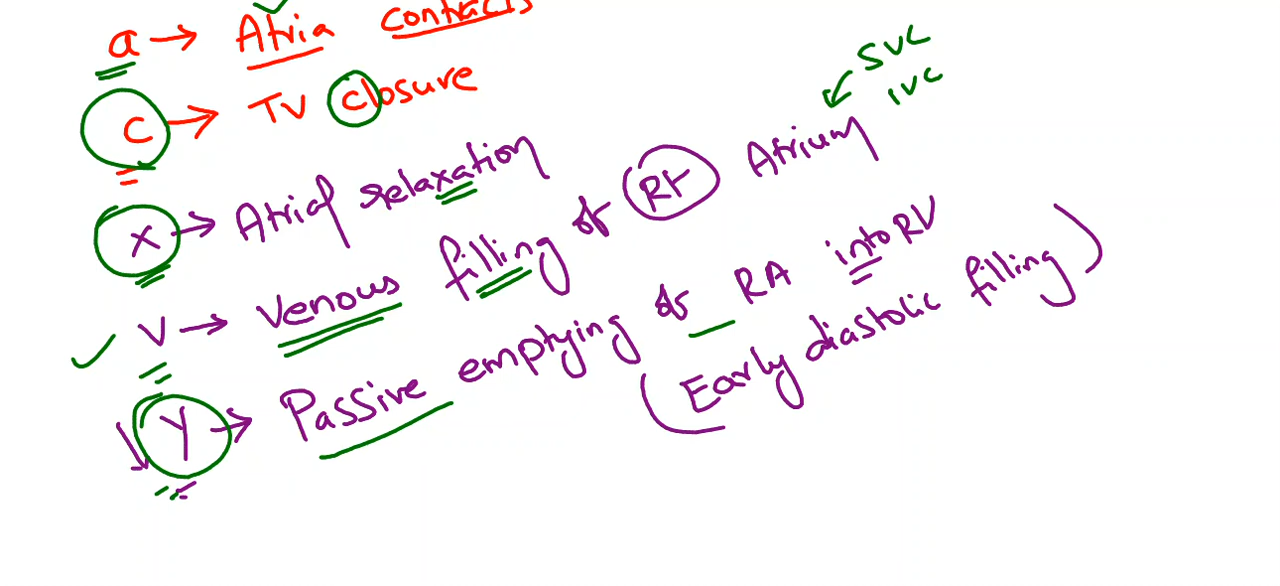 a → Atria contracts
C → TV closure
SVC
IVC
X → Atrial relaxation
V → Venous filling of Rt Atrium
Y → Passive emptying of RA into RV
(Early diastolic filling)